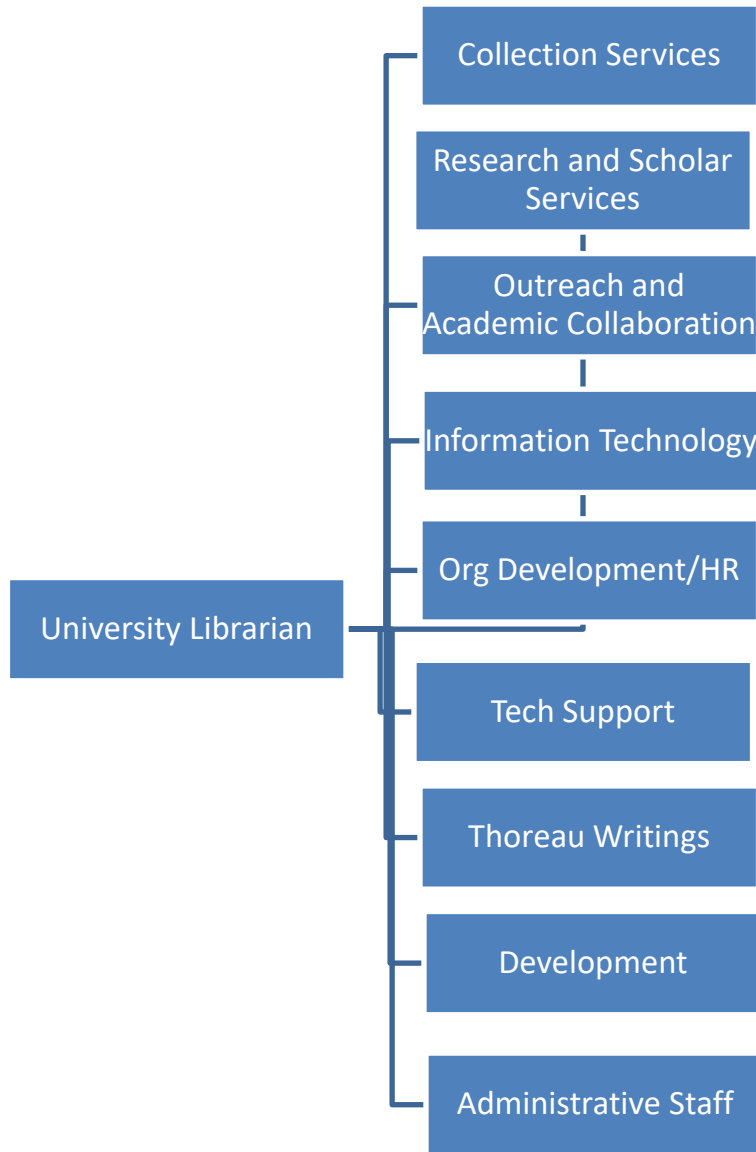 Collection Services
Research and Scholar
Services
Outreach and
Academic Collaboration
Information Technology
Org Development/HR
University Librarian
Tech Support
Thoreau Writings
Development
Administrative Staff